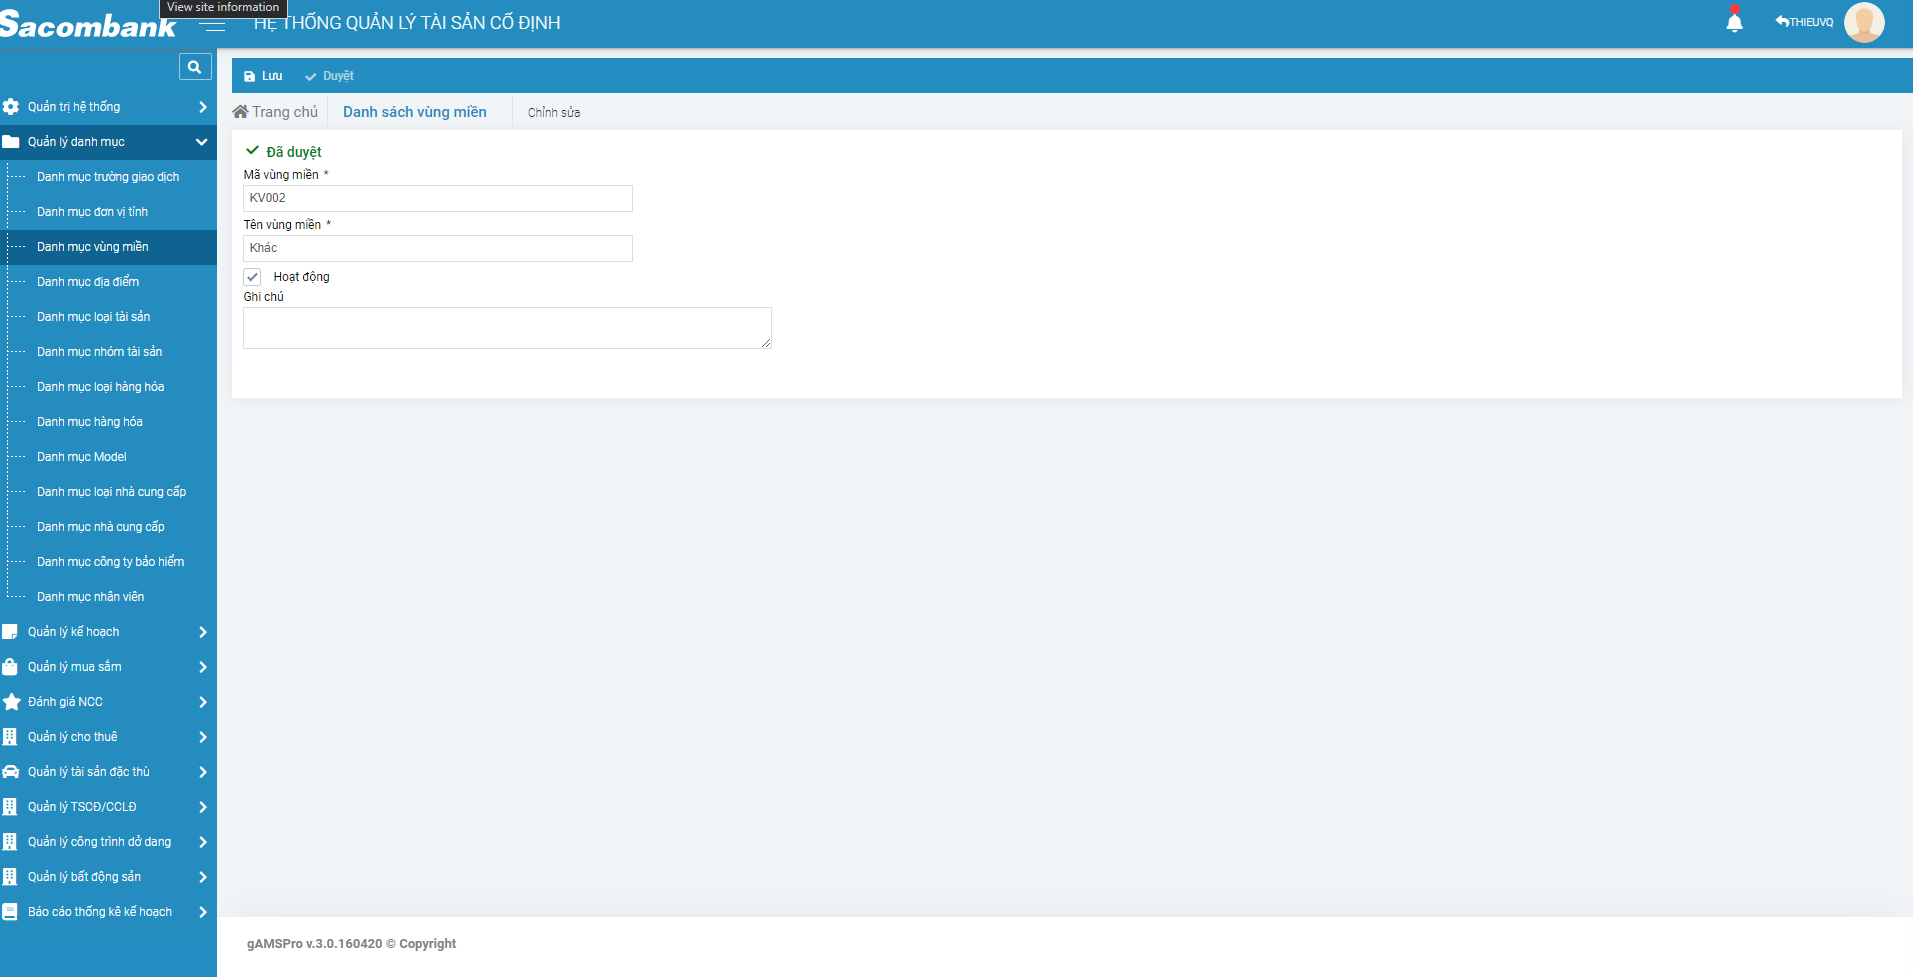 View site information
Sacombank
HỆ THỐNG QUẢN LÝ TÀI SẢN CỐ ĐỊNH
THIEUVQ
Lưu
Duyệt
Quản trị hệ thống
Quản lý danh mục
Danh mục trường giao dịch
Danh mục đơn vị tính
Danh mục vùng miền
Danh mục địa điểm
Danh mục loại tài sản
Danh mục nhóm tài sản
Danh mục loại hàng hóa
Danh mục hàng hóa
Danh mục Model
Danh mục loại nhà cung cấp
Danh mục nhà cung cấp
Danh mục công ty bảo hiểm
Danh mục nhân viên
Quản lý kế hoạch
Quản lý mua sắm
Đánh giá NCC
Quản lý cho thuê
Quản lý tài sản đặc thù
Quản lý TSCĐ/CCLĐ
Quản lý công trình dở dang
Quản lý bất động sản
Báo cáo thống kê kế hoạch
Trang chủ
Danh sách vùng miền
Chỉnh sửa
Đã duyệt
Mã vùng miền *
KV002
Tên vùng miền *
Khác
Hoạt động
Ghi chú
gAMSPro v.3.0.160420 © Copyright